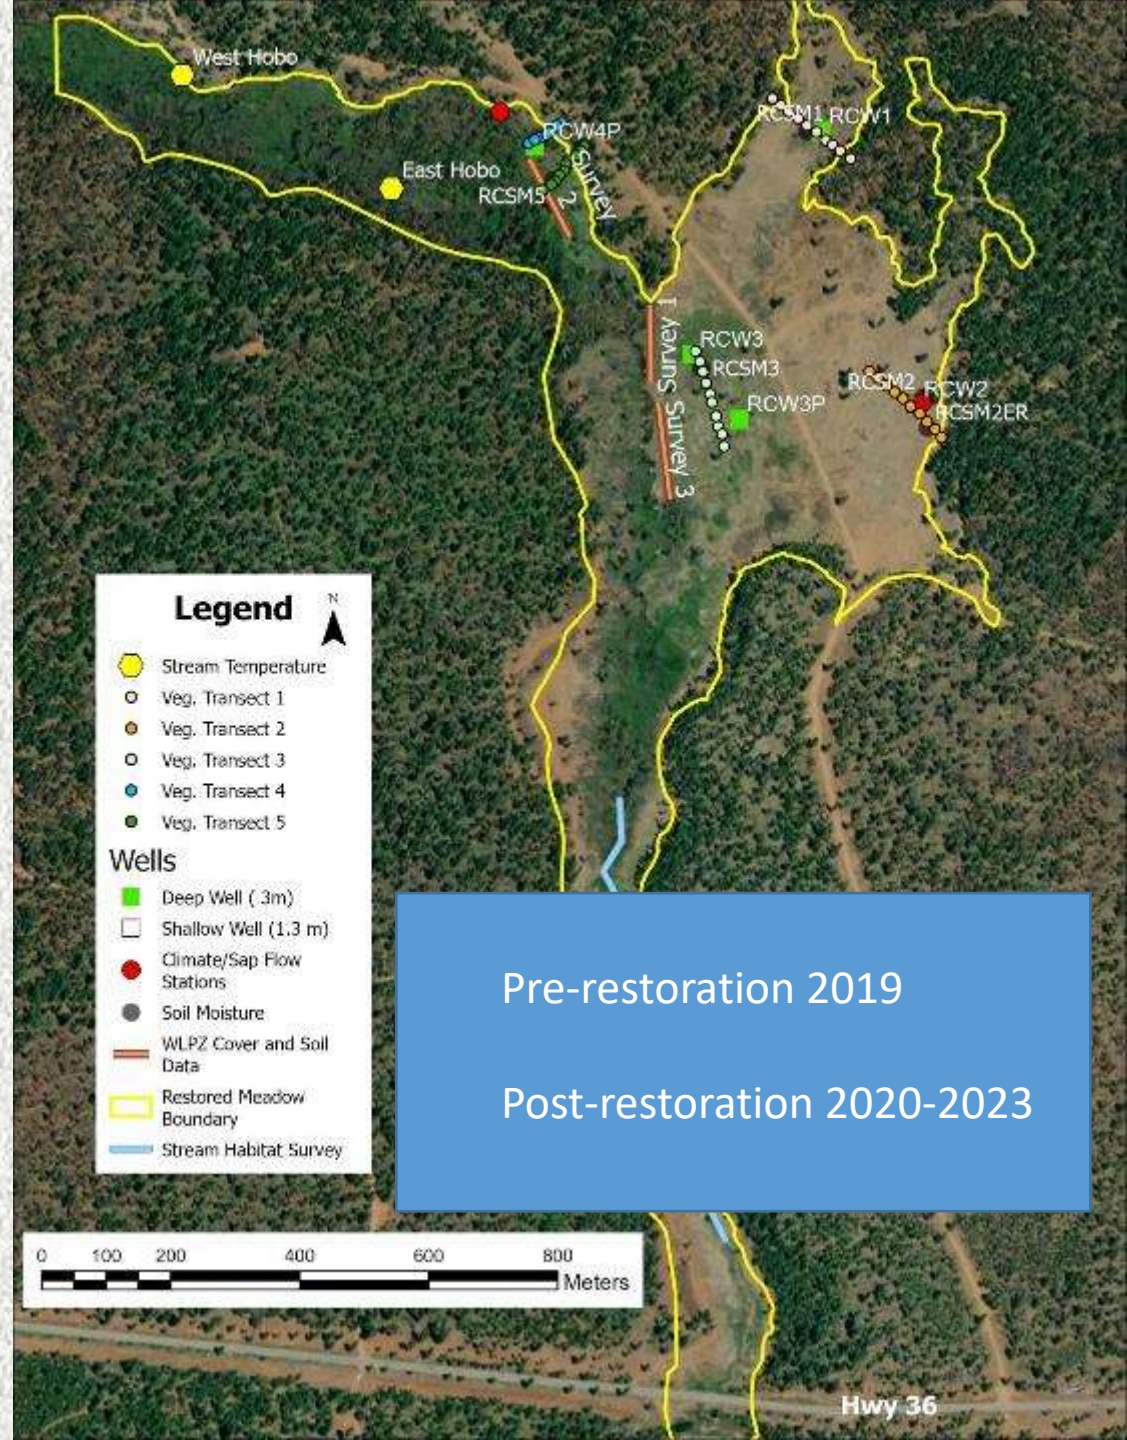 West Hobo
East Hobo
RCW4P
RCSM5
Survey 2
RCSM1
RCW1
Survey 1
Survey 3
RCW3
RCSM3
RCW3P
RCSM2
RCW2
RCSM2ER
Legend
N
Stream Temperature
Veg. Transect 1
Veg. Transect 2
Veg. Transect 3
Veg. Transect 4
Veg. Transect 5
Wells
Deep Well ( 3m)
Shallow Well (1.3 m)
Climate/Sap Flow
Stations
Soil Moisture
WLPZ Cover and Soil
Data
Restored Meadow
Boundary
Stream Habitat Survey
Pre-restoration 2019
Post-restoration 2020-2023
0 100 200 400 600 800
Meters
Hwy 36